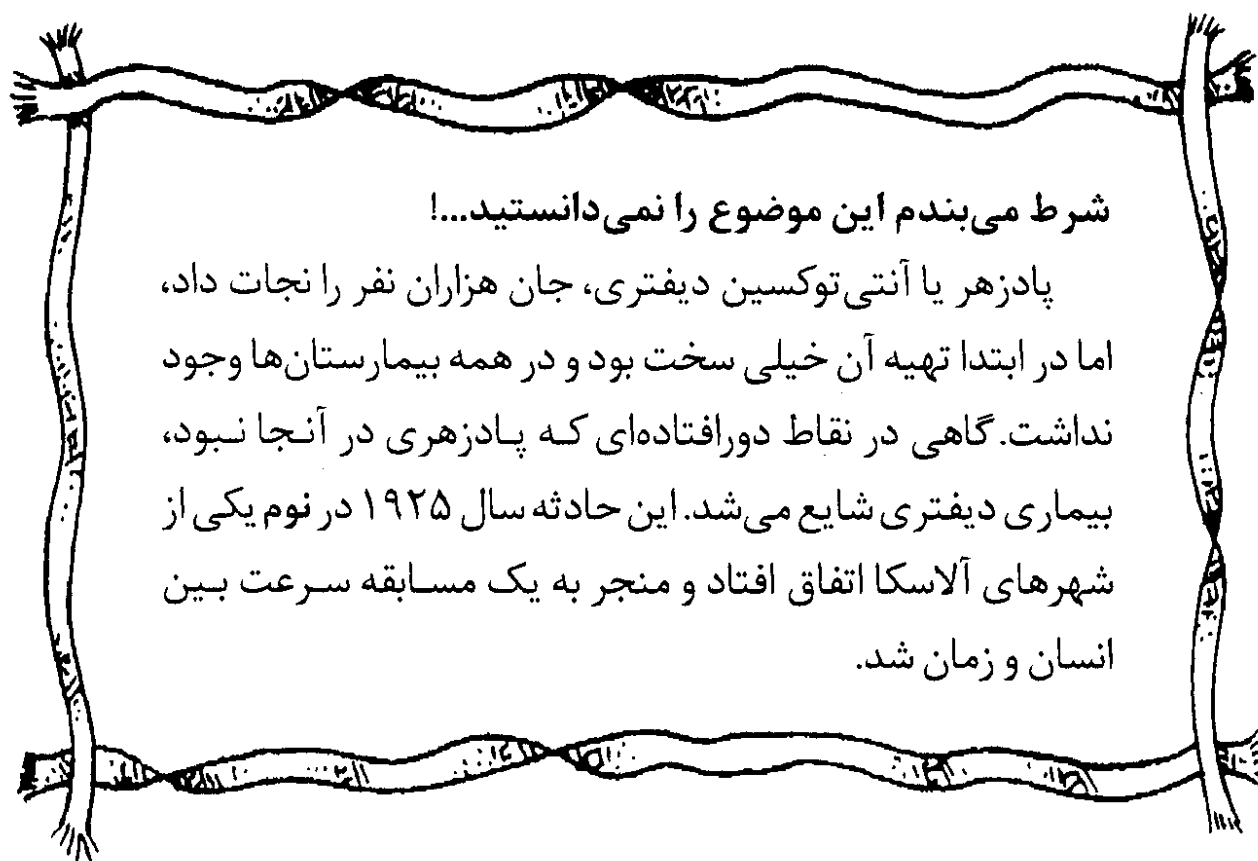 شرط می‌بندم این موضوع را نمی‌دانستید...!
پادزهر یا آنتی‌توکسین دیفتری، جان هزاران نفر را نجات داد،
اما در ابتدا تهیه آن خیلی سخت بود و در همه بیمارستان‌ها وجود
نداشت. گاهی در نقاط دورافتاده‌ای که پادزهری در آنجا نبود،
بیماری دیفتری شایع می‌شد. این حادثه سال ۱۹۲۵ در نوم یکی از
شهرهای آلاسکا اتفاق افتاد و منجر به یک مسابقه سرعت بین
انسان و زمان شد.